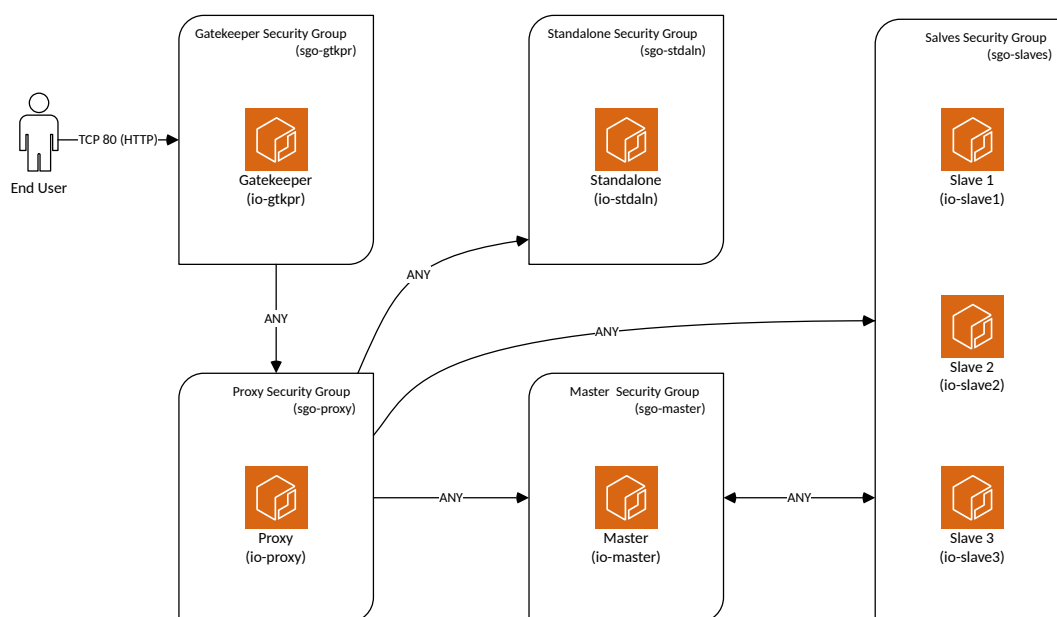 Gatekeeper Security Group
(sgo-gtkpr)
Gatekeeper
(io-gtkpr)
Standalone Security Group
(sgo-stdaln)
Standalone
(io-stdaln)
Salves Security Group
(sgo-slaves)
Slave 1
(io-slave1)
Slave 2
(io-slave2)
Slave 3
(io-slave3)
TCP 80 (HTTP)
End User
ANY
ANY
ANY
Proxy Security Group
(sgo-proxy)
Proxy
(io-proxy)
ANY
Master Security Group
(sgo-master)
Master
(io-master)
ANY